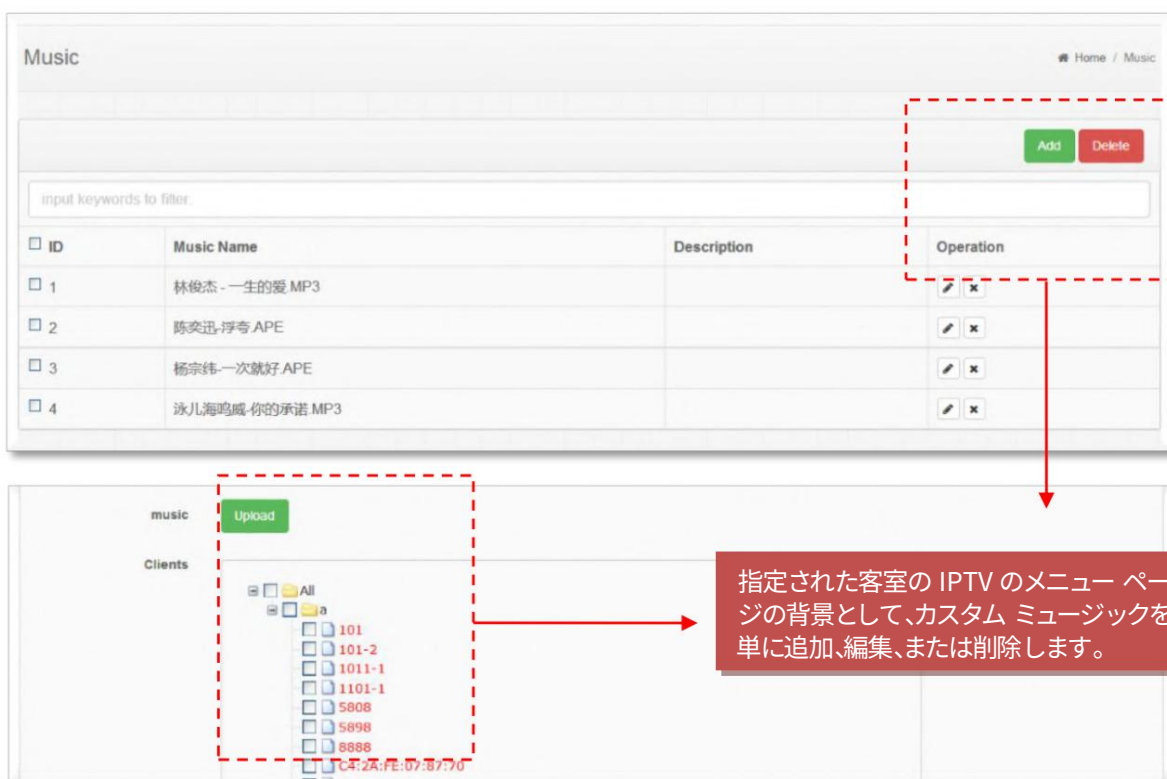 Music
Home / Music
Add Delete
input keywords to filter.
ID Music Name Description Operation
1 林俊杰 - 一生的爱.MP3
2 陈奕迅-浮夸.APE
3 杨宗纬-一次就好.APE
4 泳儿海鸣威-你的承诺.MP3
music Upload
Clients
All
a
101
101-2
1011-1
1101-1
5808
5898
8888
C4:2A:FE:07:87:70
指定された客室の IPTV のメニュー ペー
ジの背景として、カスタム ミュージックを
単に追加、編集、または削除します。